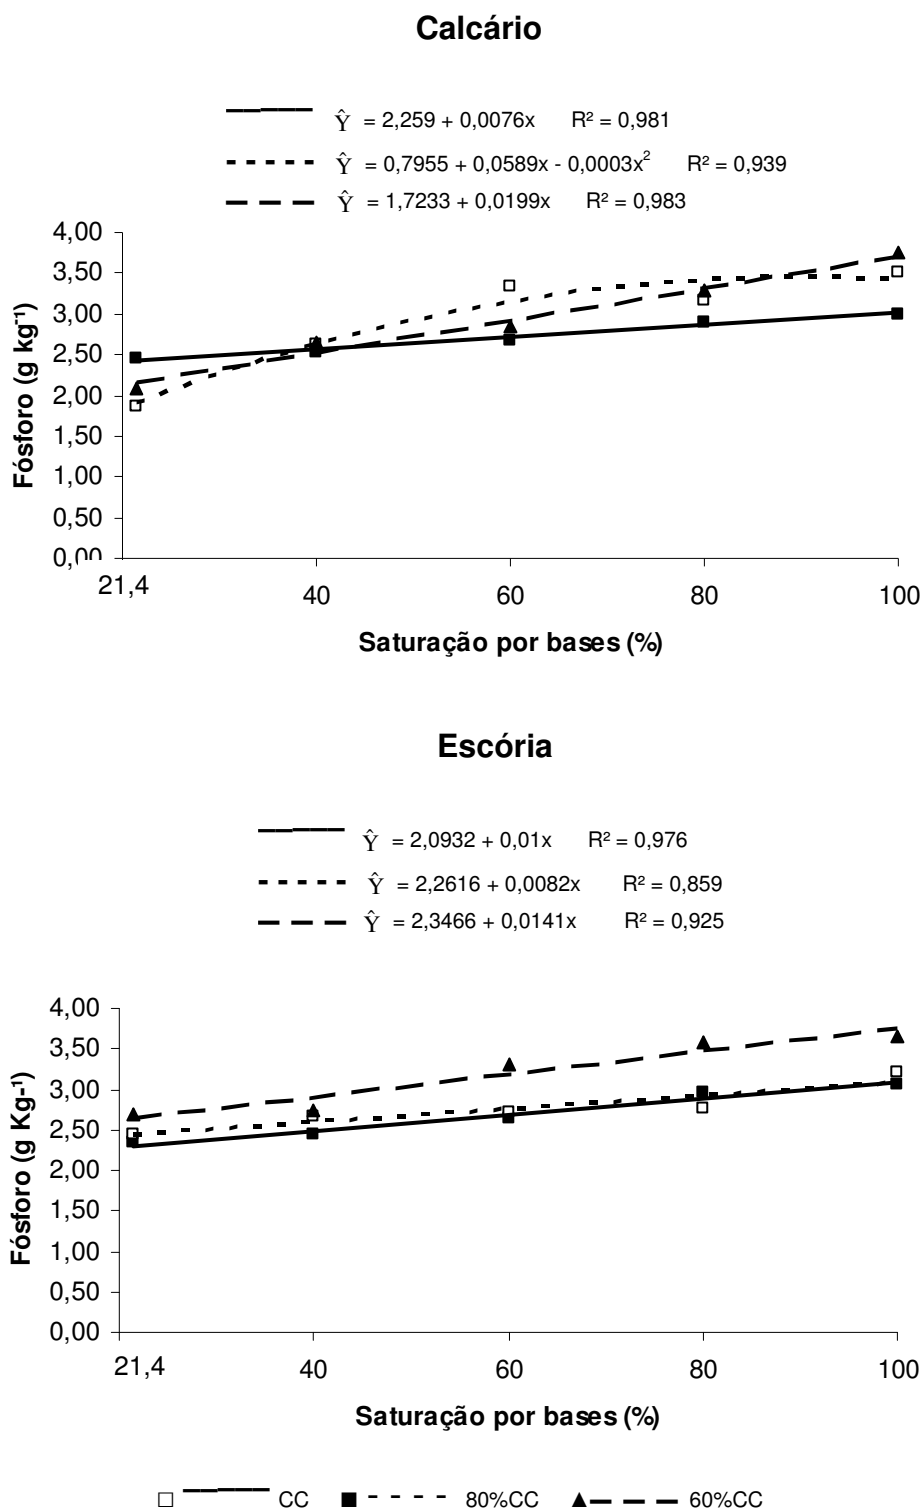 Calcário
Ŷ = 2,259 + 0,0076x R² = 0,981
Ŷ = 0,7955 + 0,0589x - 0,0003x² R² = 0,939
Ŷ = 1,7233 + 0,0199x R² = 0,983
4,00
3,50
3,00
2,50
2,00
1,50
1,00
0,50
0,00
Fósforo (g kg⁻¹)
21,4 40 60 80 100
Saturação por bases (%)
Escória
Ŷ = 2,0932 + 0,01x R² = 0,976
Ŷ = 2,2616 + 0,0082x R² = 0,859
Ŷ = 2,3466 + 0,0141x R² = 0,925
4,00
3,50
3,00
2,50
2,00
1,50
1,00
0,50
0,00
Fósforo (g Kg-¹)
21,4 40 60 80 100
Saturação por bases (%)
CC 80%CC 60%CC